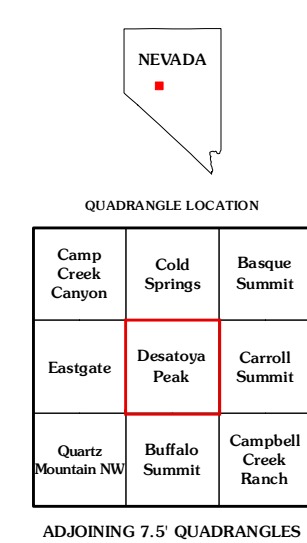 NEVADA
QUADRANGLE LOCATION
Camp
Creek
Canyon
Cold
Springs
Basque
Summit
Eastgate
Desatoya
Peak
Carroll
Summit
Quartz
Mountain NW
Buffalo
Summit
Campbell
Creek
Ranch
ADJOINING 7.5' QUADRANGLES